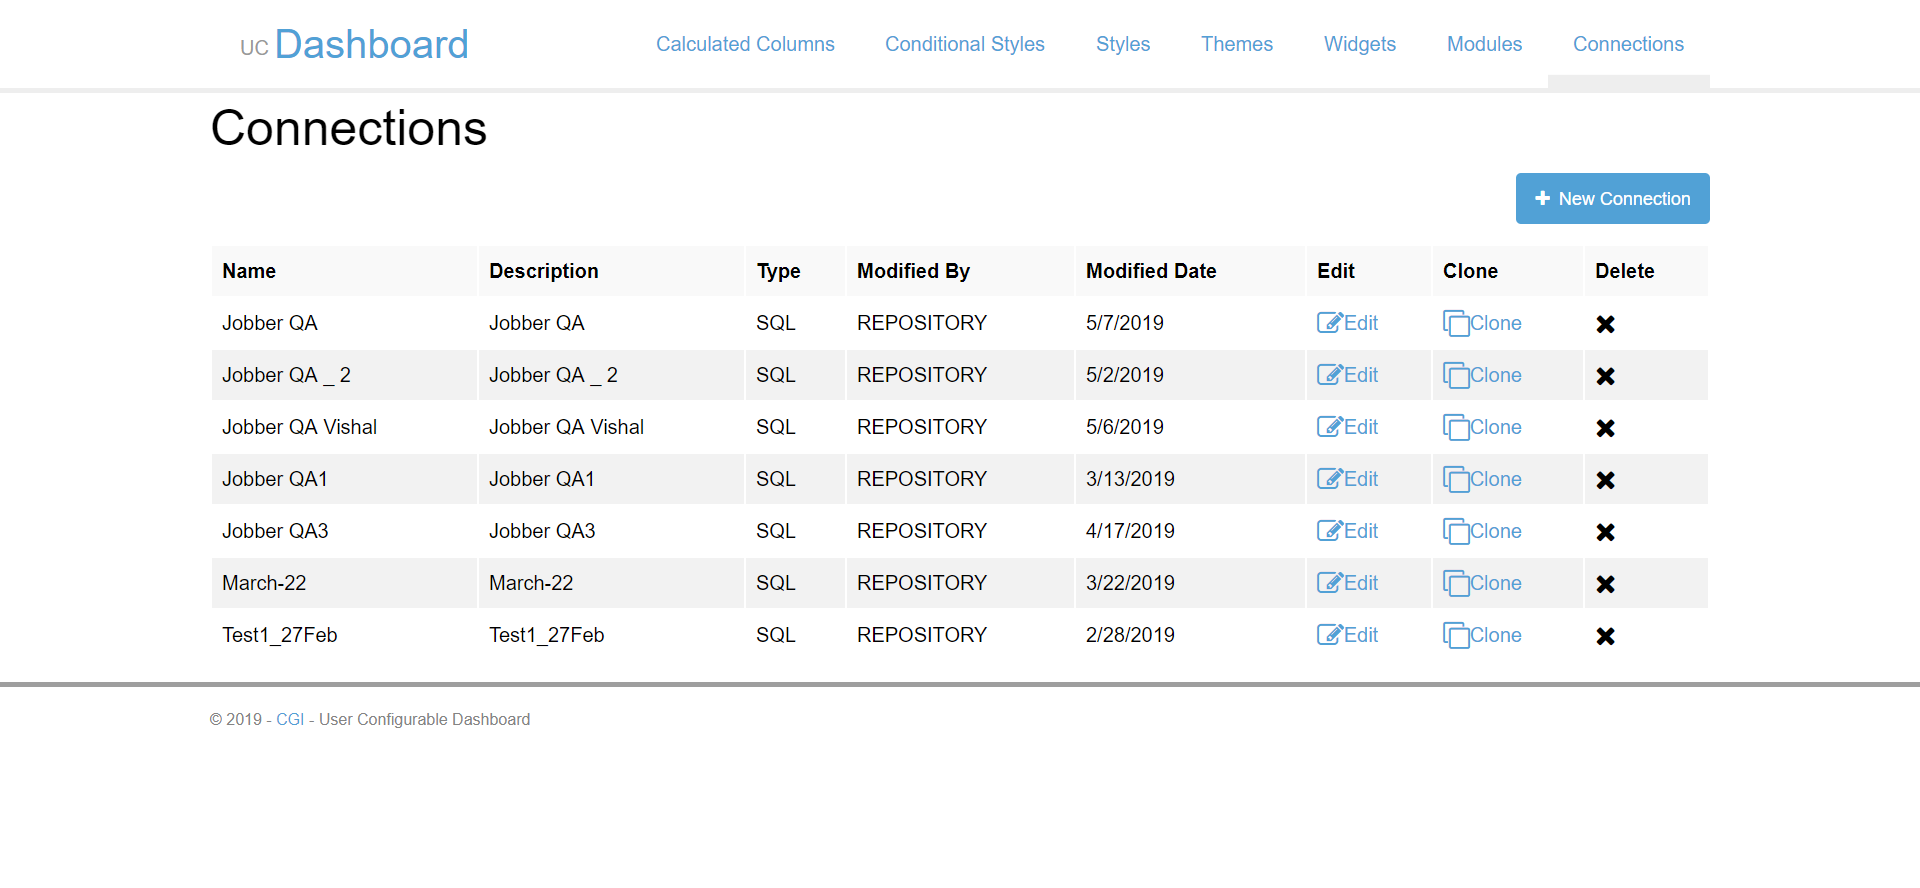 UC Dashboard Calculated Columns Conditional Styles Styles Themes Widgets Modules Connections
Connections
New Connection
Name Description Type Modified By Modified Date Edit Clone Delete
Jobber QA Jobber QA SQL REPOSITORY 5/7/2019 Edit Clone
Jobber QA _ 2 Jobber QA _ 2 SQL REPOSITORY 5/2/2019 Edit Clone
Jobber QA Vishal Jobber QA Vishal SQL REPOSITORY 5/6/2019 Edit Clone
Jobber QA1 Jobber QA1 SQL REPOSITORY 3/13/2019 Edit Clone
Jobber QA3 Jobber QA3 SQL REPOSITORY 4/17/2019 Edit Clone
March-22 March-22 SQL REPOSITORY 3/22/2019 Edit Clone
Test1_27Feb Test1_27Feb SQL REPOSITORY 2/28/2019 Edit Clone
© 2019 - CGI - User Configurable Dashboard